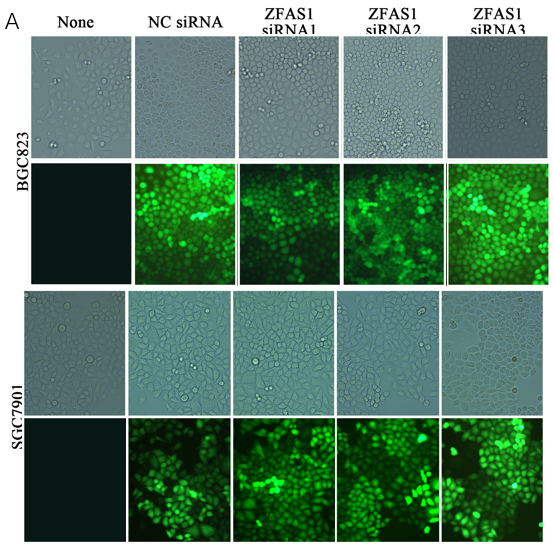 A
None
NC siRNA
ZFAS1
siRNA1
ZFAS1
siRNA2
ZFAS1
siRNA3
BGC823
SGC7901